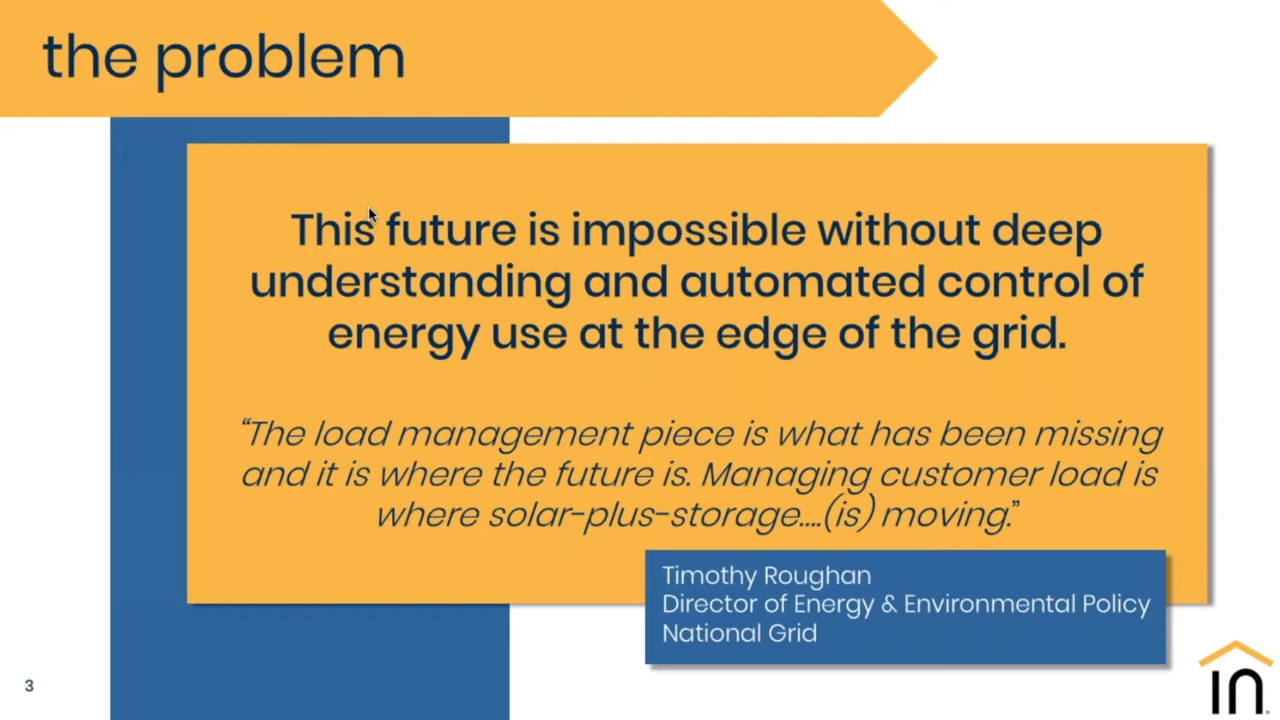 the problem
This future is impossible without deep
understanding and automated control of
energy use at the edge of the grid.
“The load management piece is what has been missing
and it is where the future is. Managing customer load is
where solar-plus-storage....(is) moving.”
Timothy Roughan
Director of Energy & Environmental Policy
National Grid
3
in